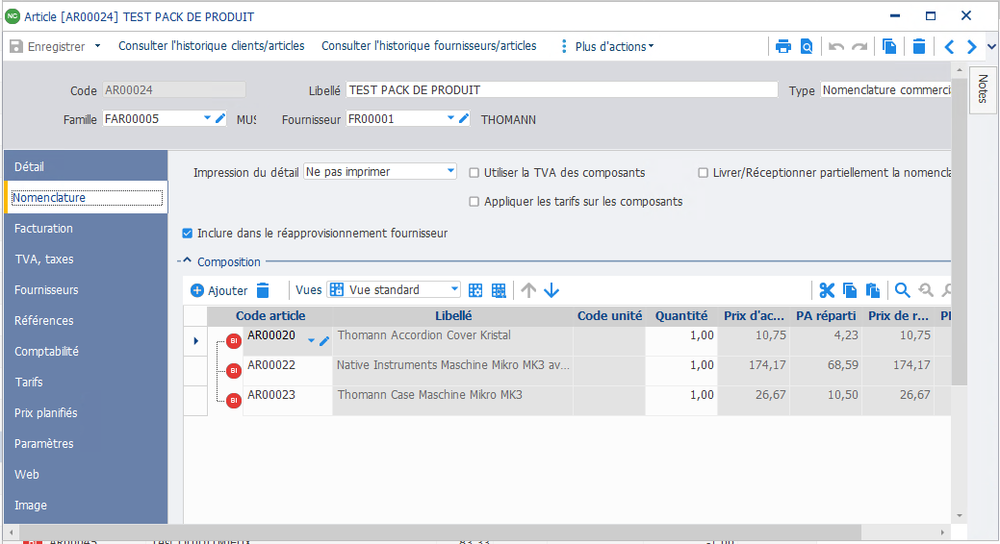 NG Article [AR00024] TEST PACK DE PRODUIT
Enregistrer Consulter l'historique clients/articles Consulter l'historique fournisseurs/articles Plus d'actions
Code AR00024 Libellé TEST PACK DE PRODUIT Type Nomenclature commerci
Notes
Famille FAR00005 MUS Fournisseur FR00001 THOMANN
Détail
Nomenclature
Facturation
TVA, taxes
Fournisseurs
Références
Comptabilité
Tarifs
Prix planifiés
Paramètres
Web
Image
Impression du détail Ne pas imprimer Utiliser la TVA des composants Livrer/Réceptionner partiellement la nomencla
Appliquer les tarifs sur les composants
Inclure dans le réapprovisionnement fournisseur
Composition
Ajouter Vues Vue standard
Code article Libellé Code unité Quantité Prix d'ac... PA réparti Prix de r...
BI AR00020 Thomann Accordion Cover Kristal 1,00 10,75 4,23 10,75
BI AR00022 Native Instruments Maschine Mikro MK3 av... 1,00 174,17 68,59 174,17
BI AR00023 Thomann Case Maschine Mikro MK3 1,00 26,67 10,50 26,67